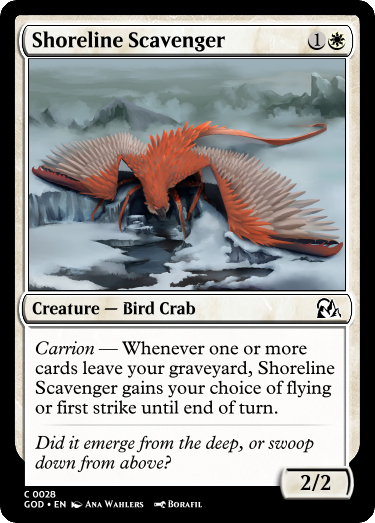 Shoreline Scavenger 1
Creature — Bird Crab
Carrion — Whenever one or more
cards leave your graveyard, Shoreline
Scavenger gains your choice of flying
or first strike until end of turn.
Did it emerge from the deep, or swoop
down from above?
2/2
C 0028
GOD • EN Ana Wahlers Borafil